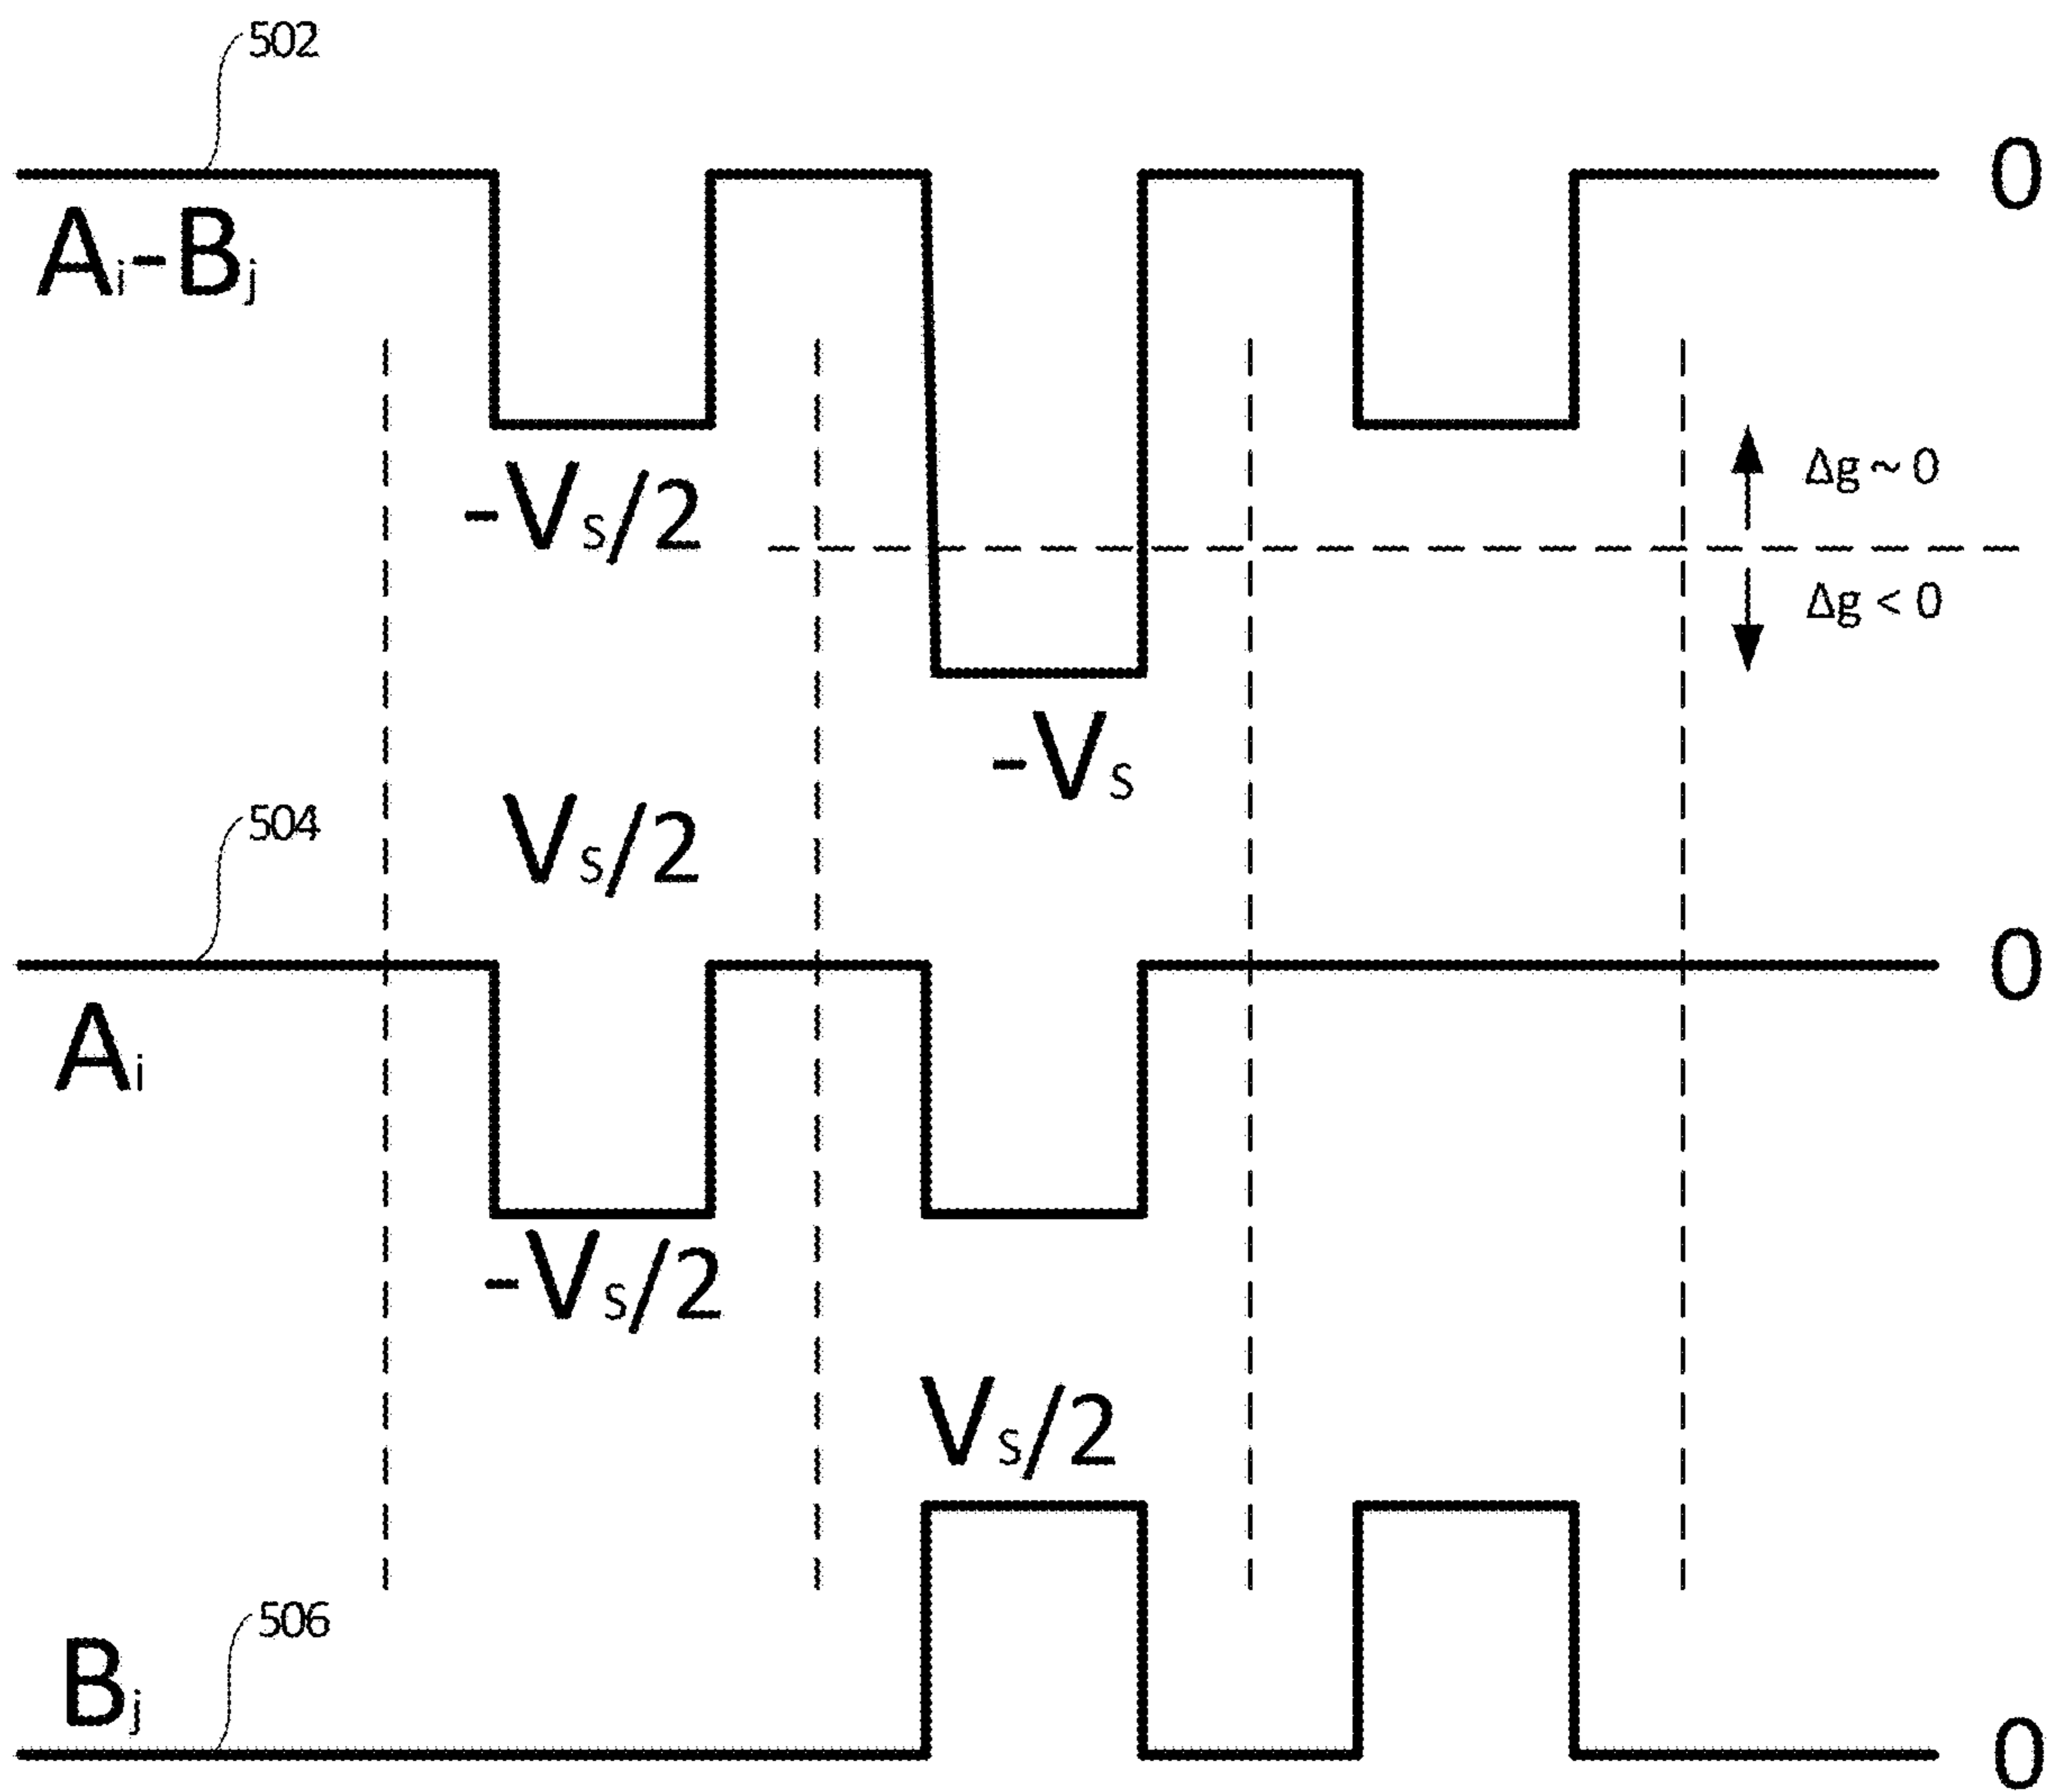 502
0
Ai-Bj
Δg ~ 0
-Vs/2
Δg < 0
-Vs
Vs/2
504
0
Ai
-Vs/2
Vs/2
506
Bj
0